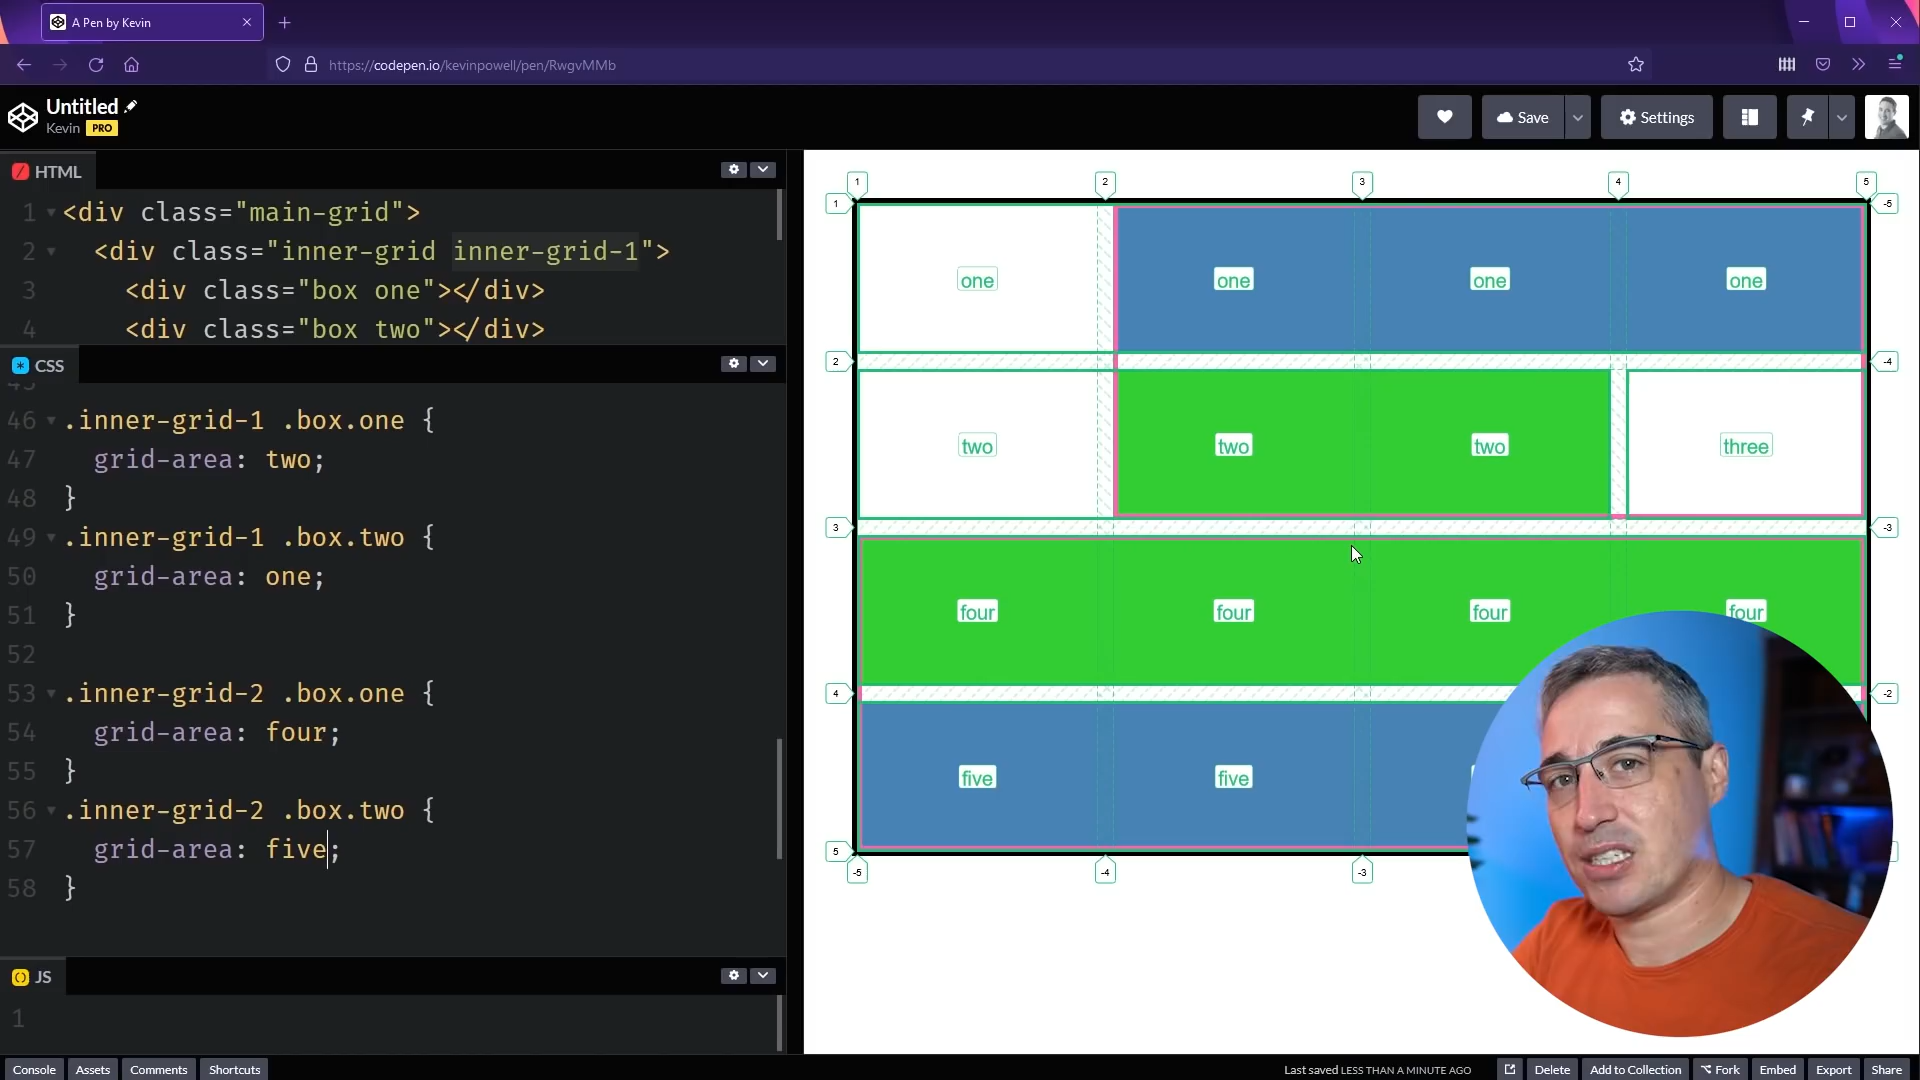 A Pen by Kevin
https://codepen.io/kevinpowell/pen/RwgvMMb
Untitled
Kevin PRO
Save
Settings
HTML
1 <div class="main-grid">
2 <div class="inner-grid inner-grid-1">
3 <div class="box one"></div>
4 <div class="box two"></div>
CSS
46 .inner-grid-1 .box.one {
47 grid-area: two;
48 }
49 .inner-grid-1 .box.two {
50 grid-area: one;
51 }
52
53 .inner-grid-2 .box.one {
54 grid-area: four;
55 }
56 .inner-grid-2 .box.two {
57 grid-area: five;
58 }
JS
1
1 2 3 4 5
1 -5
one one one one
2 -4
two two two three
3 -3
four four four four
4 -2
five five
5
-5 -4 -3
Console Assets Comments Shortcuts
Last saved LESS THAN A MINUTE AGO
Delete Add to Collection Fork Embed Export Share